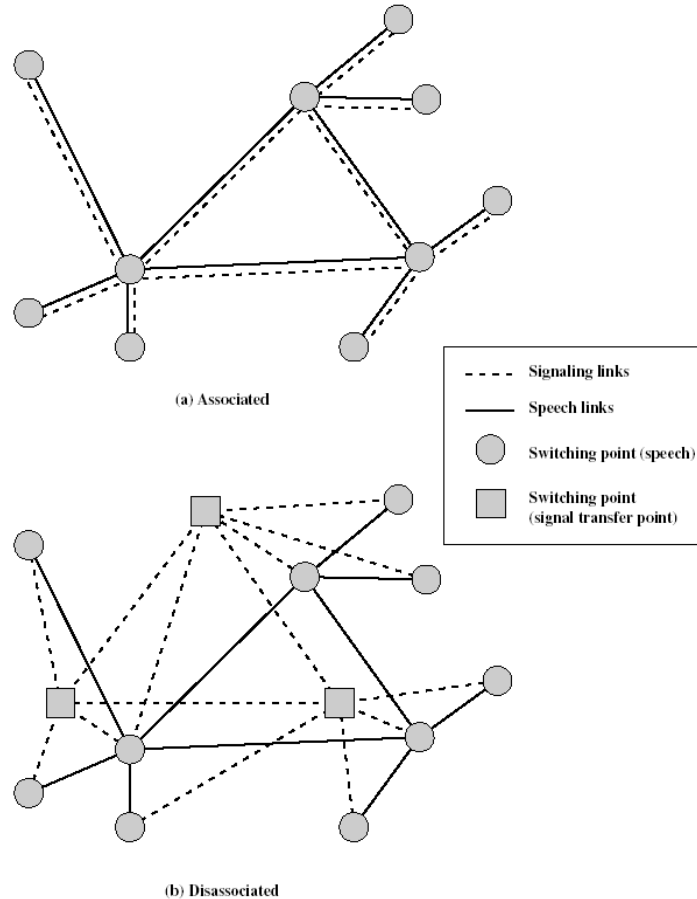 (a) Associated
Signaling links
Speech links
Switching point (speech)
Switching point
(signal transfer point)
(b) Disassociated